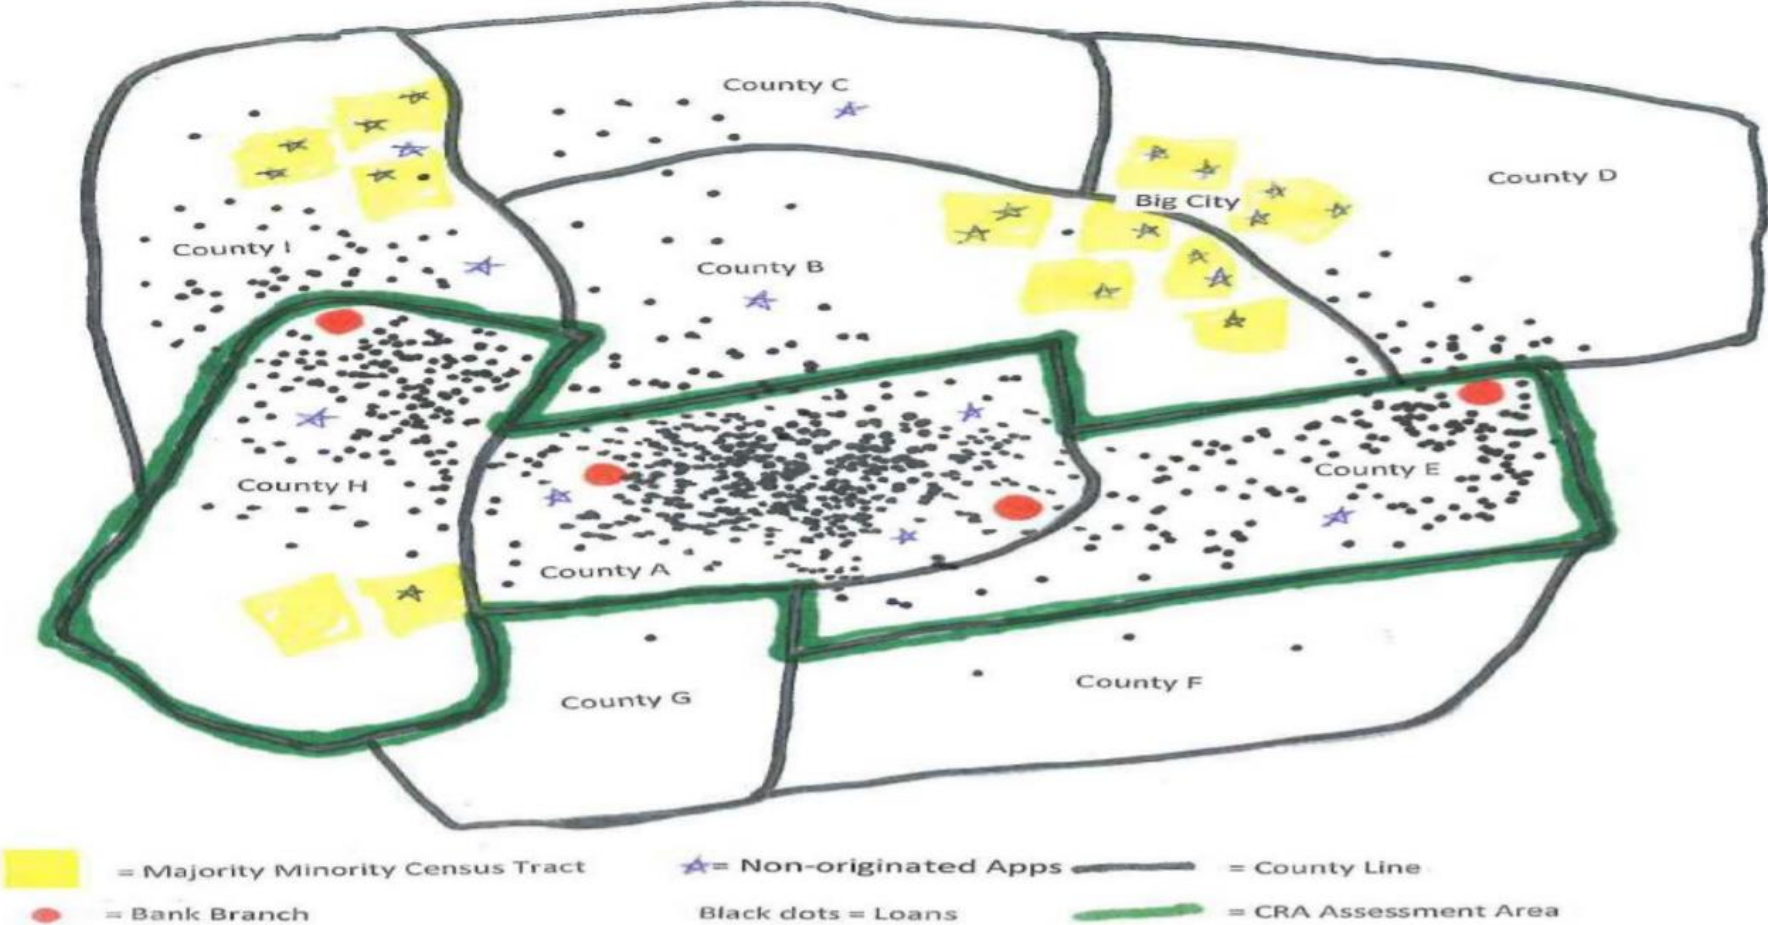 County C
County D
Big City
County I
County B
County E
County H
County A
County G
County F
= Majority Minority Census Tract
= Non-originated Apps
= County Line
= Bank Branch
Black dots = Loans
= CRA Assessment Area